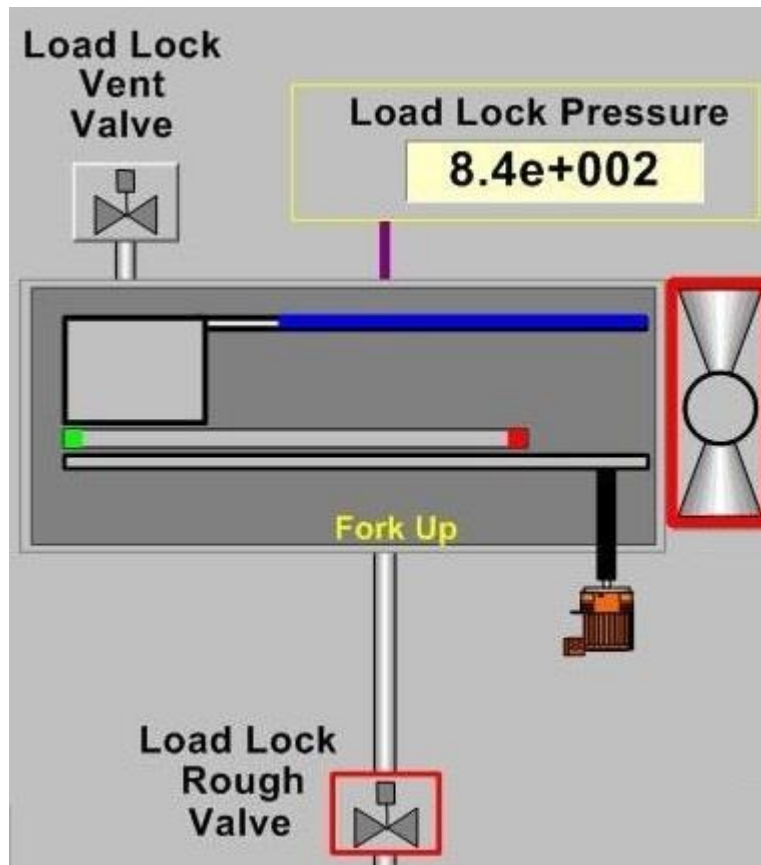 Load Lock
Vent
Valve
Load Lock Pressure
8.4e+002
Fork Up
Load Lock
Rough
Valve